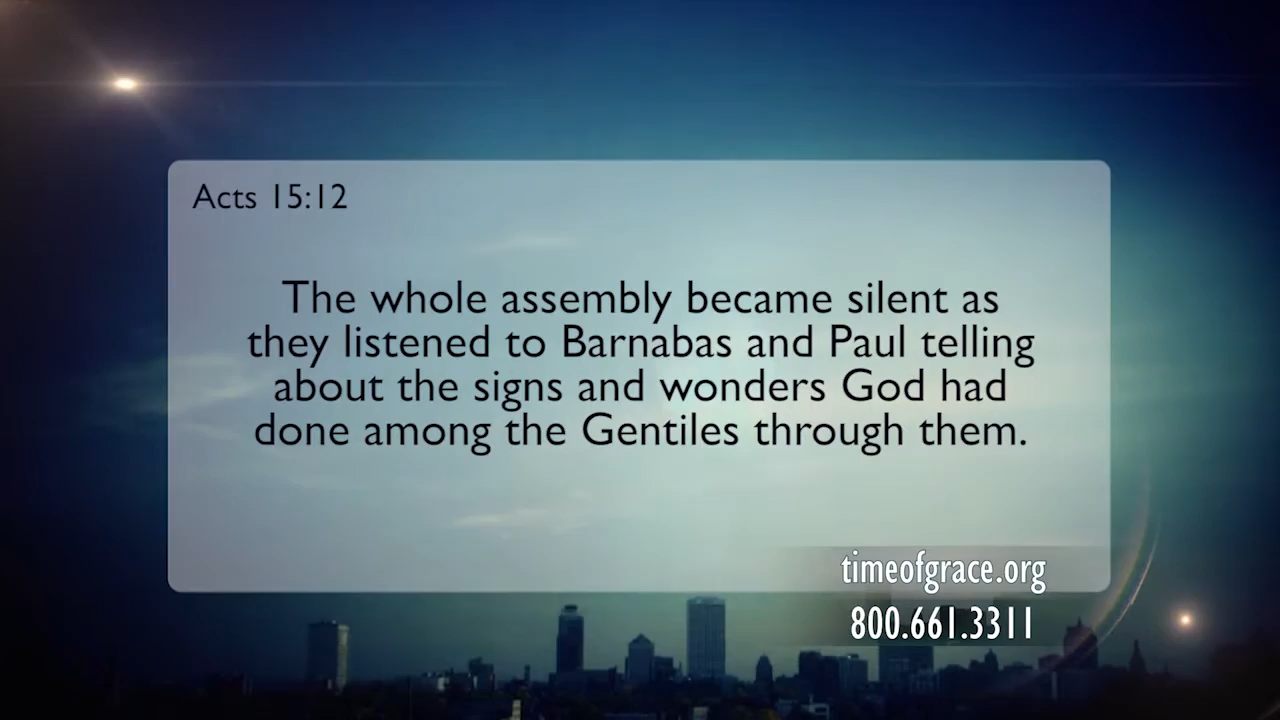 Acts 15:12
The whole assembly became silent as
they listened to Barnabas and Paul telling
about the signs and wonders God had
done among the Gentiles through them.
timeofgrace.org
800.661.3311